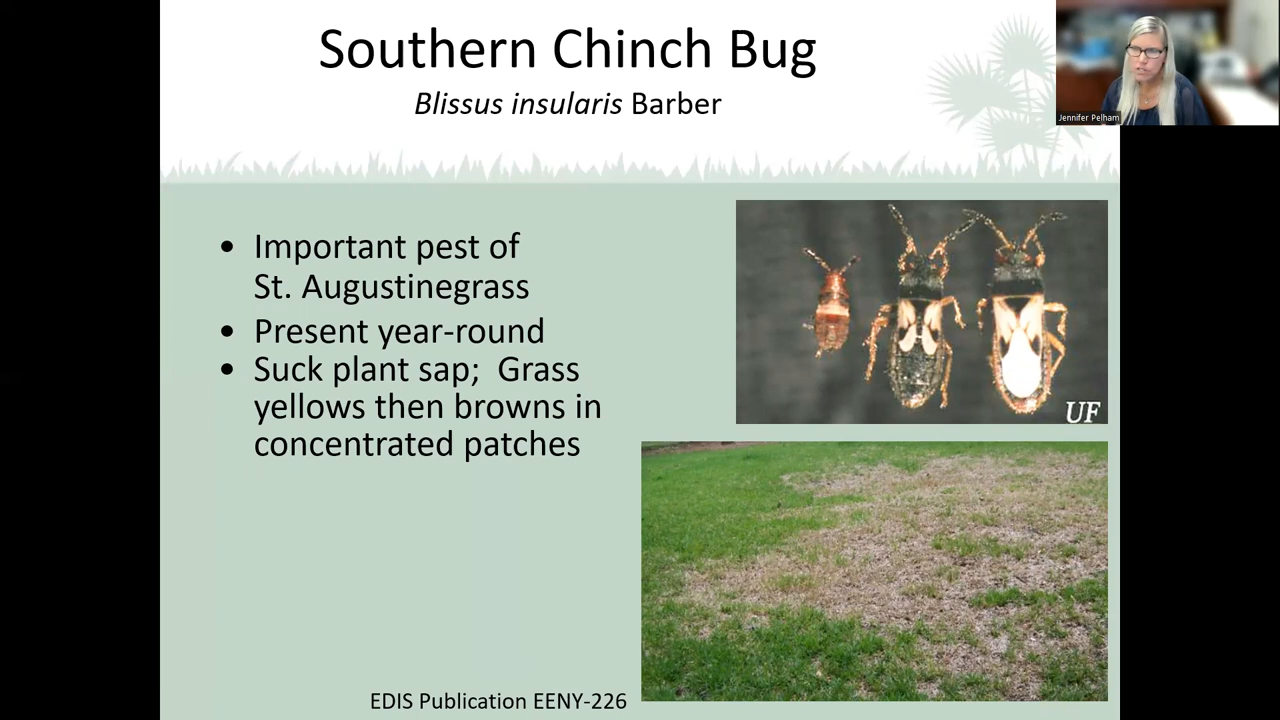 Southern Chinch Bug
Blissus insularis Barber
Jennifer Pelham
• Important pest of
St. Augustinegrass
• Present year-round
• Suck plant sap;  Grass
yellows then browns in
concentrated patches
UF
EDIS Publication EENY-226